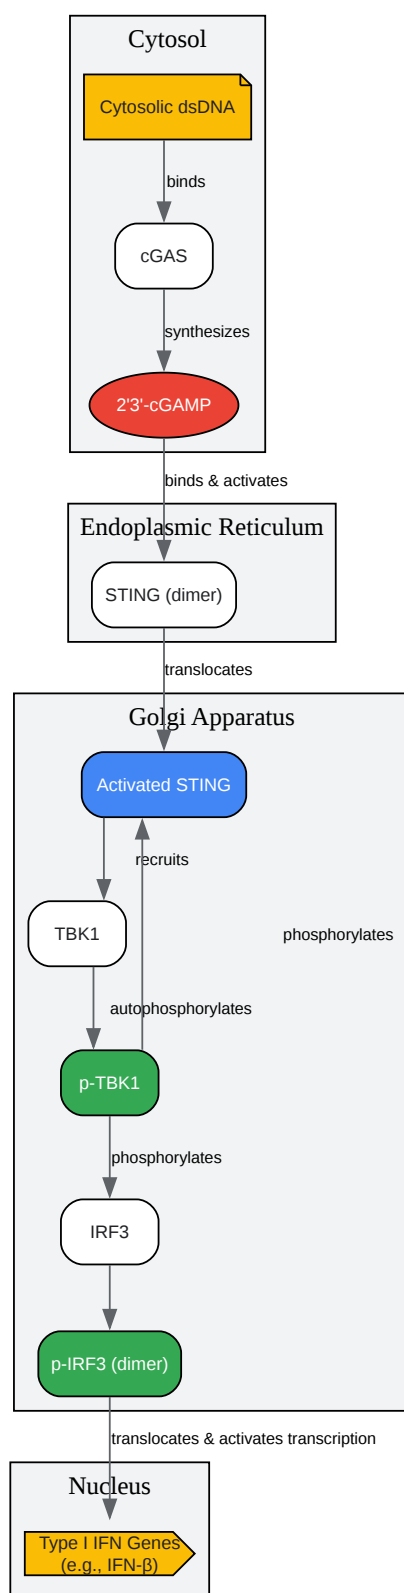 Cytosol
Cytosolic dsDNA
binds
cGAS
synthesizes
2'3'-cGAMP
binds & activates
Endoplasmic Reticulum
STING (dimer)
translocates
Golgi Apparatus
Activated STING
recruits
TBK1
phosphorylates
autophosphorylates
p-TBK1
phosphorylates
IRF3
p-IRF3 (dimer)
translocates & activates transcription
Nucleus
Type I IFN Genes
(e.g., IFN-β)